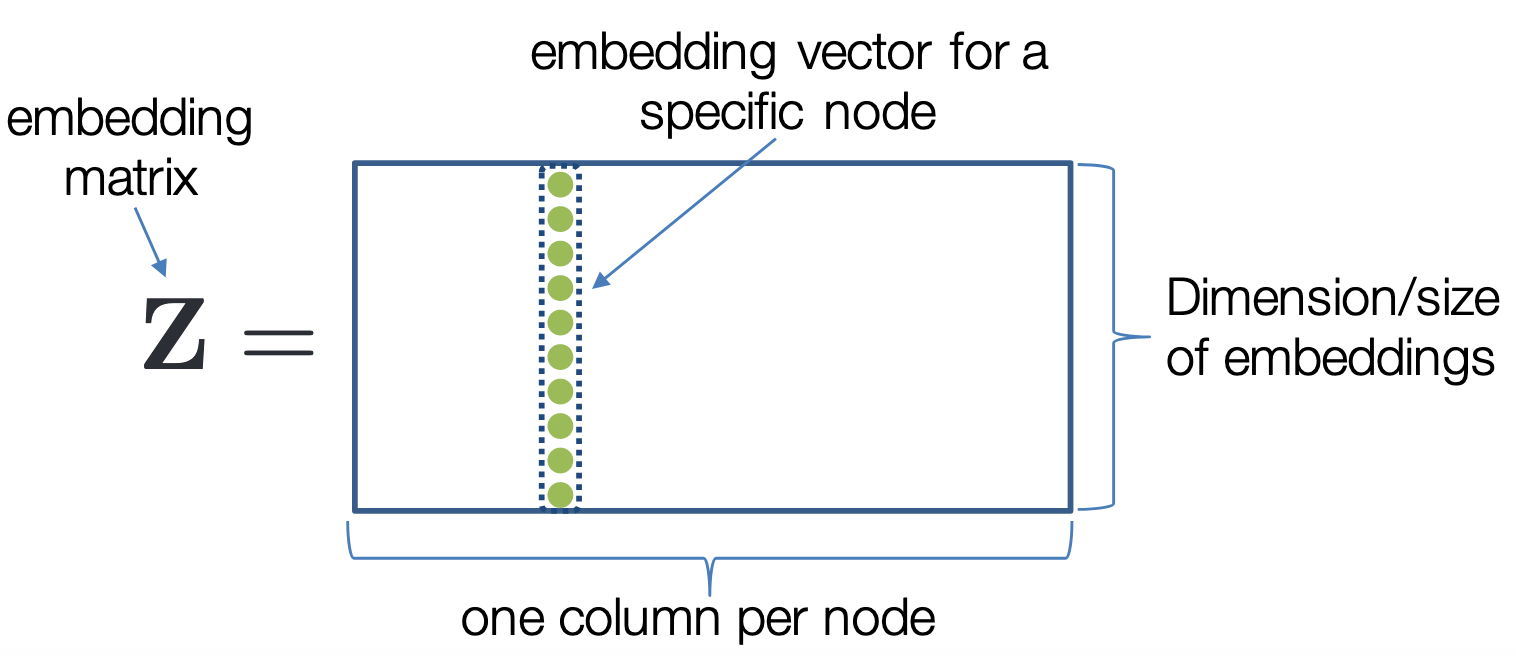 embedding vector for a
specific node
embedding
matrix
Z =
Dimension/size
of embeddings
one column per node